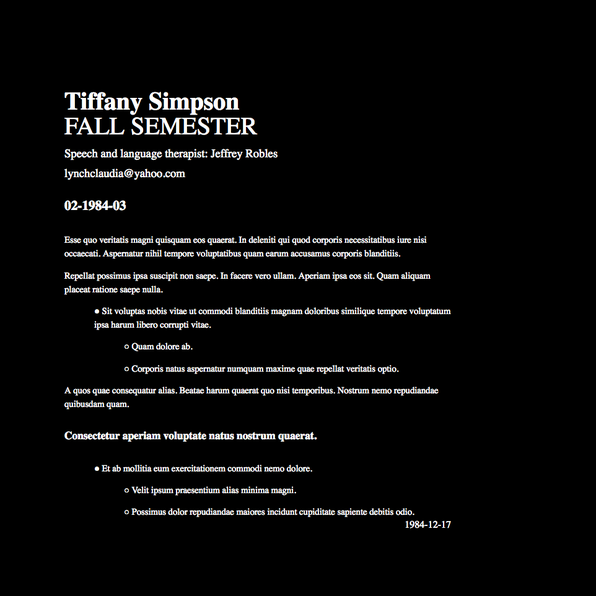 Tiffany Simpson
FALL SEMESTER
Speech and language therapist: Jeffrey Robles
lynchclaudia@yahoo.com
02-1984-03
Esse quo veritatis magni quisquam eos quaerat. In deleniti qui quod corporis necessitatibus iure nisi
occaecati. Aspernatur nihil tempore voluptatibus quam earum accusamus corporis blanditiis.
Repellat possimus ipsa suscipit non saepe. In facere vero ullam. Aperiam ipsa eos sit. Quam aliquam
placeat ratione saepe nulla.
● Sit voluptas nobis vitae ut commodi blanditiis magnam doloribus similique tempore voluptatum
ipsa harum libero corrupti vitae.
○ Quam dolore ab.
○ Corporis natus aspernatur numquam maxime quae repellat veritatis optio.
A quos quae consequatur alias. Beatae harum quaerat quo nisi temporibus. Nostrum nemo repudiandae
quibusdam quam.
Consectetur aperiam voluptate natus nostrum quaerat.
● Et ab mollitia eum exercitationem commodi nemo dolore.
○ Velit ipsum praesentium alias minima magni.
○ Possimus dolor repudiandae maiores incidunt cupiditate sapiente debitis odio.
1984-12-17